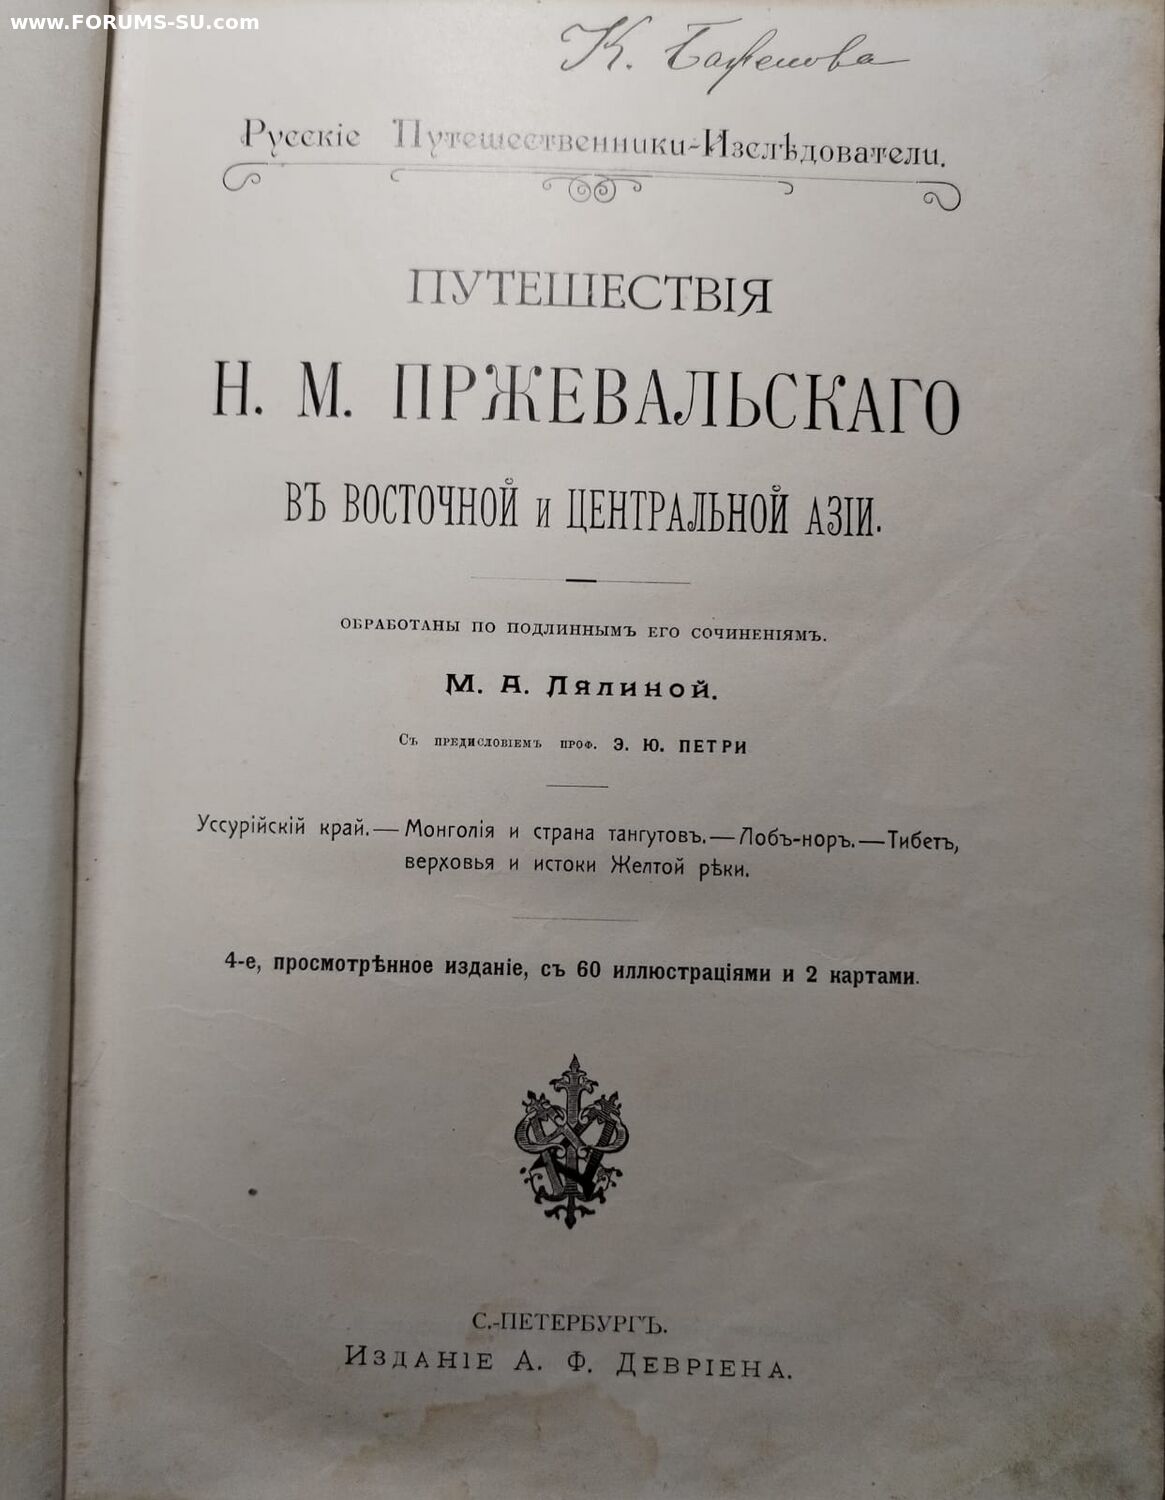 www.FORUMS-SU.com
К. Баженова
Русскіе Путешественники-Изслѣдователи.
ПУТЕШЕСТВІЯ
Н. М. ПРЖЕВАЛЬСКАГО
ВЪ ВОСТОЧНОЙ и ЦЕНТРАЛЬНОЙ АЗІИ.
ОБРАБОТАНЫ ПО ПОДЛИННЫМЪ ЕГО СОЧИНЕНІЯМЪ.
М. А. Лялиной.
Съ предисловіемъ проф. Э. Ю. ПЕТРИ
Уссурійскій край.—Монголія и страна тангутовъ.—Лобъ-норъ.—Тибетъ,
верховья и истоки Желтой рѣки.
4-е, просмотрѣнное изданіе, съ 60 иллюстраціями и 2 картами.
С.-ПЕТЕРБУРГЪ.
Изданіе А. Ф. Девріена.